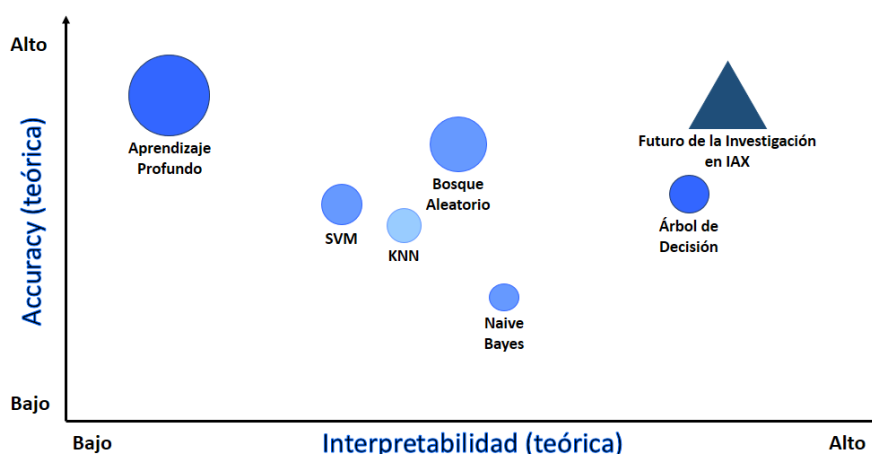 Alto
Accuracy (teórica)
Bajo
Aprendizaje
Profundo
SVM
KNN
Bosque
Aleatorio
Naive
Bayes
Futuro de la Investigación
en IAX
Árbol de
Decisión
Bajo
Interpretabilidad (teórica)
Alto